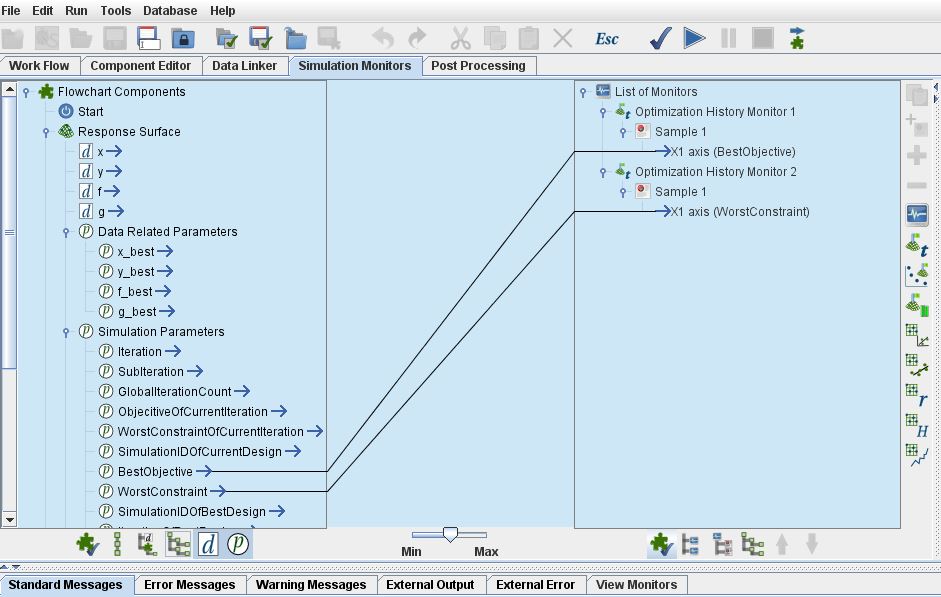 File Edit Run Tools Database Help
Esc
Work Flow Component Editor Data Linker Simulation Monitors Post Processing
Flowchart Components
Start
Response Surface
d x
d y
d f
d g
p Data Related Parameters
p x_best
p y_best
p f_best
p g_best
p Simulation Parameters
p Iteration
p SubIteration
p GlobalIterationCount
p ObjecitiveOfCurrentIteration
p WorstConstraintOfCurrentIteration
p SimulationIDOfCurrentDesign
p BestObjective
p WorstConstraint
p SimulationIDOfBestDesign
List of Monitors
t Optimization History Monitor 1
Sample 1
X1 axis (BestObjective)
t Optimization History Monitor 2
Sample 1
X1 axis (WorstConstraint)
t
r
H
d p
Min Max
Standard Messages Error Messages Warning Messages External Output External Error View Monitors